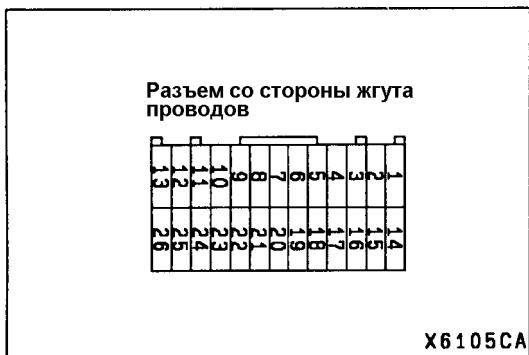 Разъем со стороны жгута
проводов
13 12 11 10 9 8 7 6 5 4 3 2 1
26 25 24 23 22 21 20 19 18 17 16 15 14
X6105CA